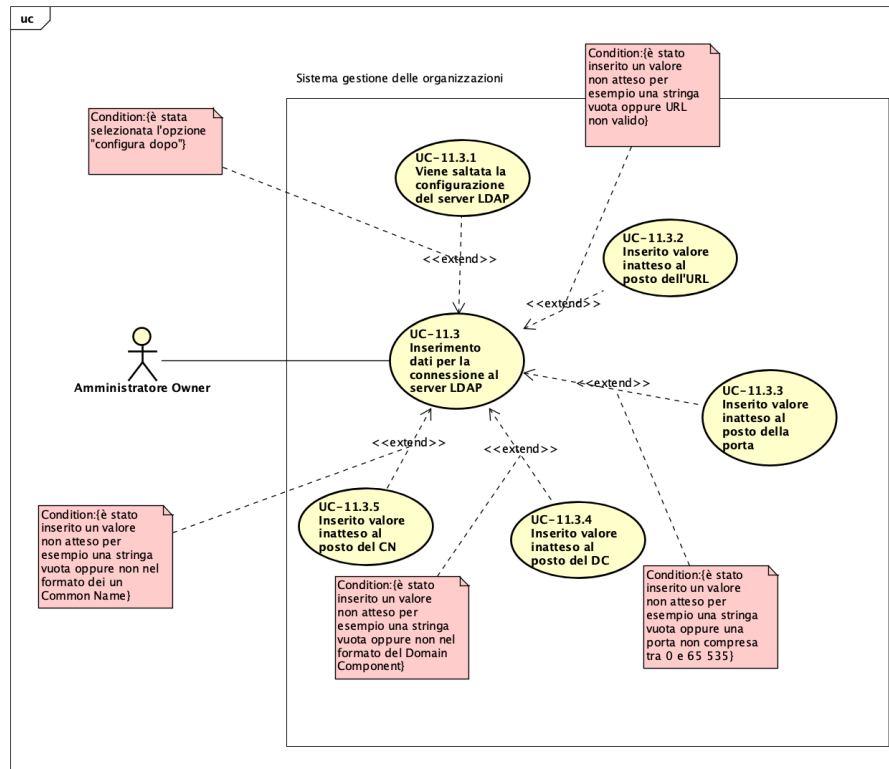 uc
Sistema gestione delle organizzazioni
Condition:{è stato
inserito un valore
non atteso per
esempio una stringa
vuota oppure URL
non valido}
Condition:{è stata
selezionata l'opzione
"configura dopo"}
UC-11.3.1
Viene saltata la
configurazione
del server LDAP
<<extend>>
UC-11.3.2
Inserito valore
inatteso al
posto dell'URL
<<extend>>
UC-11.3
Inserimento
dati per la
connessione al
server LDAP
Amministratore Owner
<<extend>>
UC-11.3.3
Inserito valore
inatteso al
posto della
porta
<<extend>>
<<extend>>
UC-11.3.5
Inserito valore
inatteso al
posto del CN
UC-11.3.4
Inserito valore
inatteso al
posto del DC
Condition:{è stato
inserito un valore
non atteso per
esempio una stringa
vuota oppure non nel
formato dei un
Common Name}
Condition:{è stato
inserito un valore
non atteso per
esempio una stringa
vuota oppure non nel
formato del Domain
Component}
Condition:{è stato
inserito un valore
non atteso per
esempio una stringa
vuota oppure una
porta non compresa
tra 0 e 65 535}